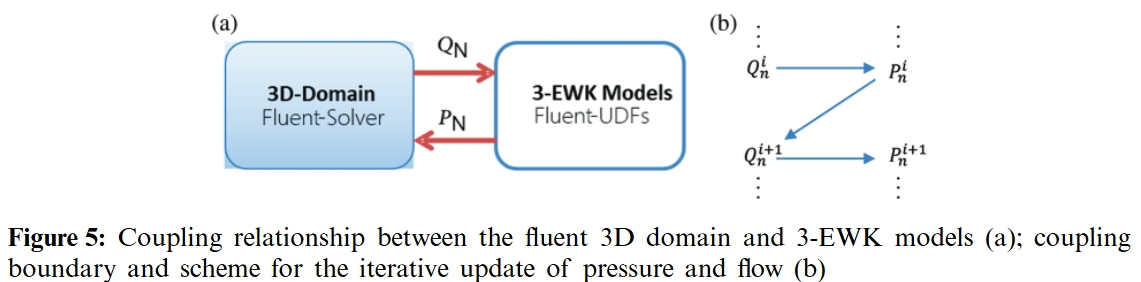 (a)
Q_N
3D-Domain
Fluent-Solver
P_N
3-EWK Models
Fluent-UDFs
(b)
⋮ ⋮
Q_n^i P_n^i
Q_n^{i+1} P_n^{i+1}
⋮ ⋮
Figure 5: Coupling relationship between the fluent 3D domain and 3-EWK models (a); coupling
boundary and scheme for the iterative update of pressure and flow (b)